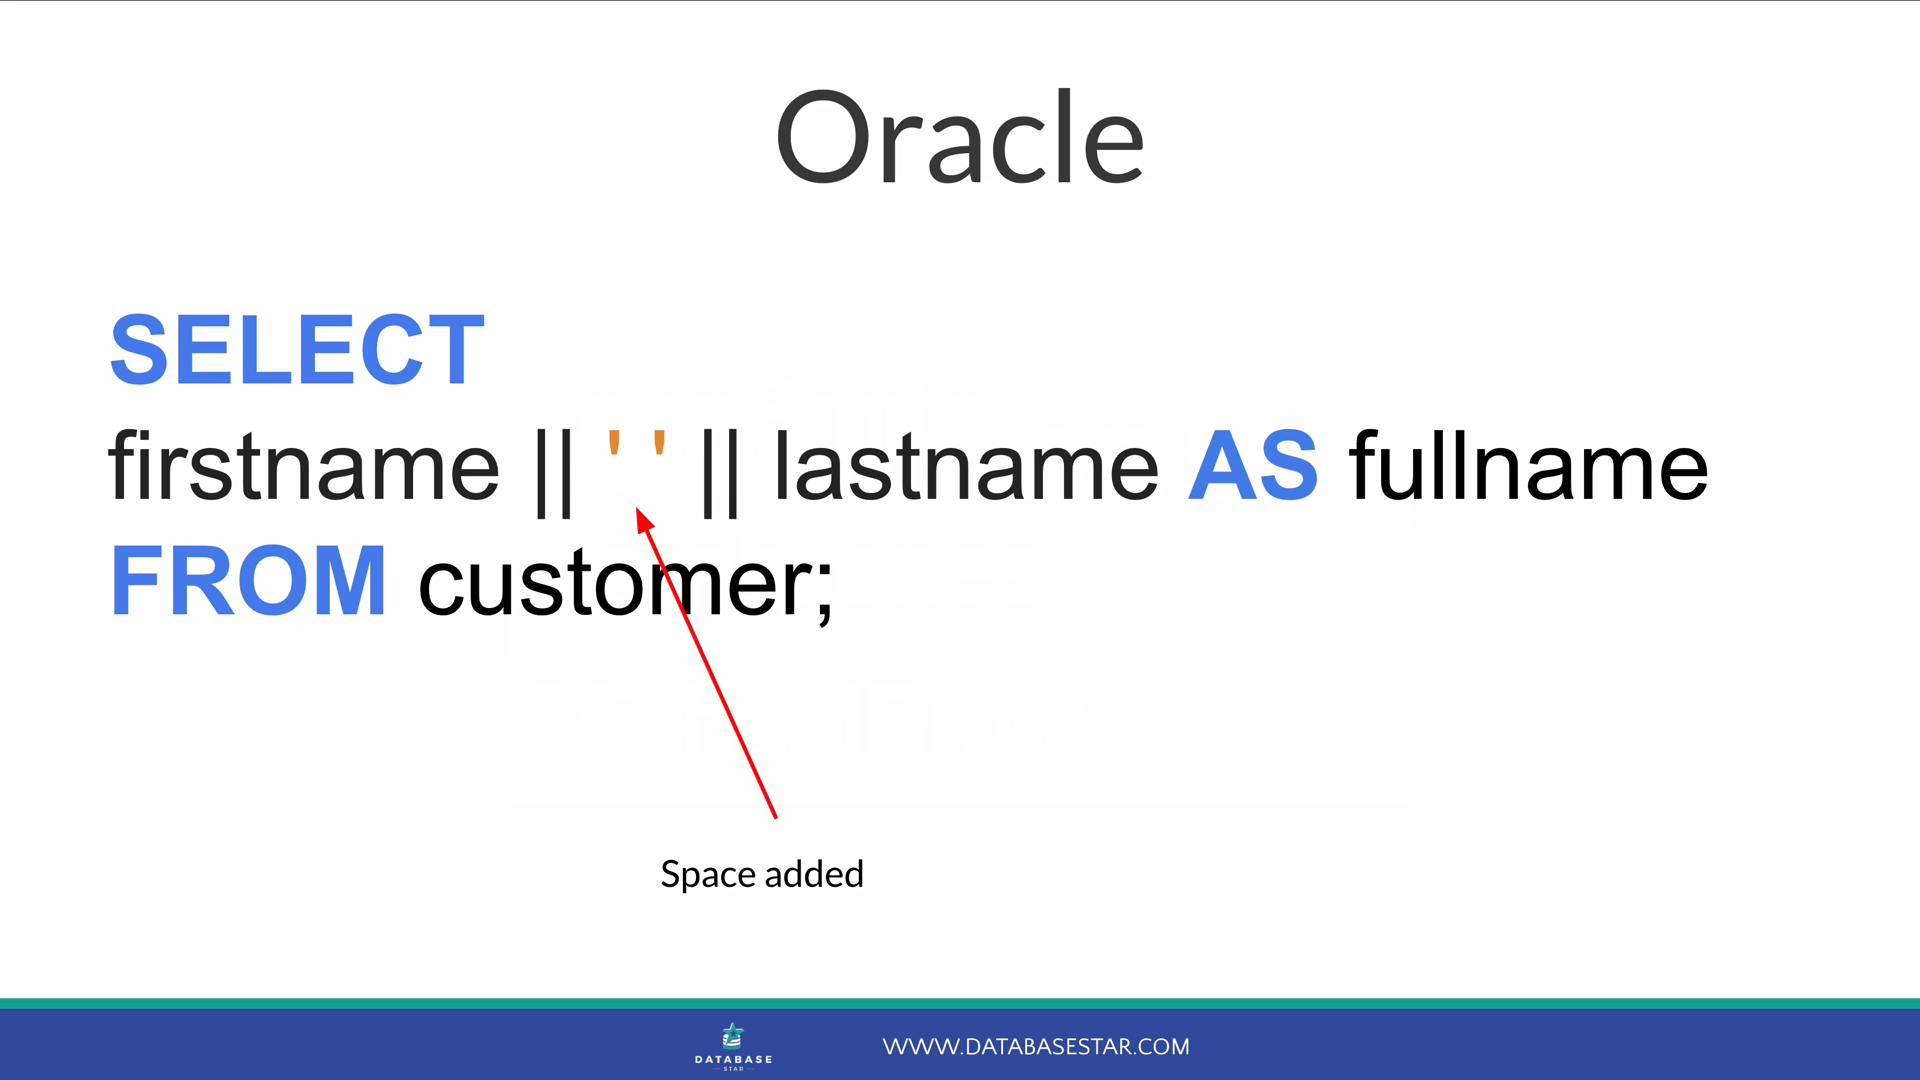 Oracle
SELECT
firstname || ' ' || lastname AS fullname
FROM customer;
Space added
DATABASE
STAR
WWW.DATABASESTAR.COM